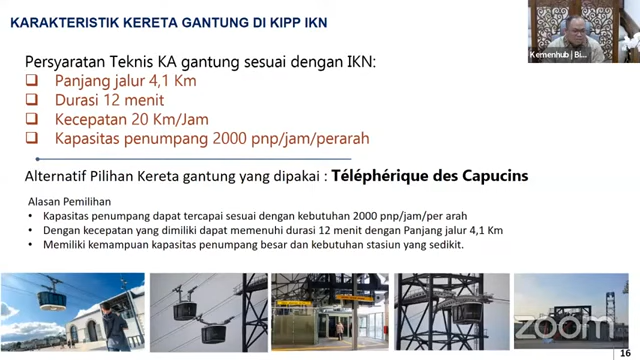 KARAKTERISTIK KERETA GANTUNG DI KIPP IKN
Kemenhub | Bi...
Persyaratan Teknis KA gantung sesuai dengan IKN:
Panjang jalur 4,1 Km
Durasi 12 menit
Kecepatan 20 Km/Jam
Kapasitas penumpang 2000 pnp/jam/perarah
Alternatif Pilihan Kereta gantung yang dipakai : Téléphérique des Capucins
Alasan Pemilihan
• Kapasitas penumpang dapat tercapai sesuai dengan kebutuhan 2000 pnp/jam/per arah
• Dengan kecepatan yang dimiliki dapat memenuhi durasi 12 menit dengan Panjang jalur 4,1 Km
• Memiliki kemampuan kapasitas penumpang besar dan kebutuhan stasiun yang sedikit.
zoom
16